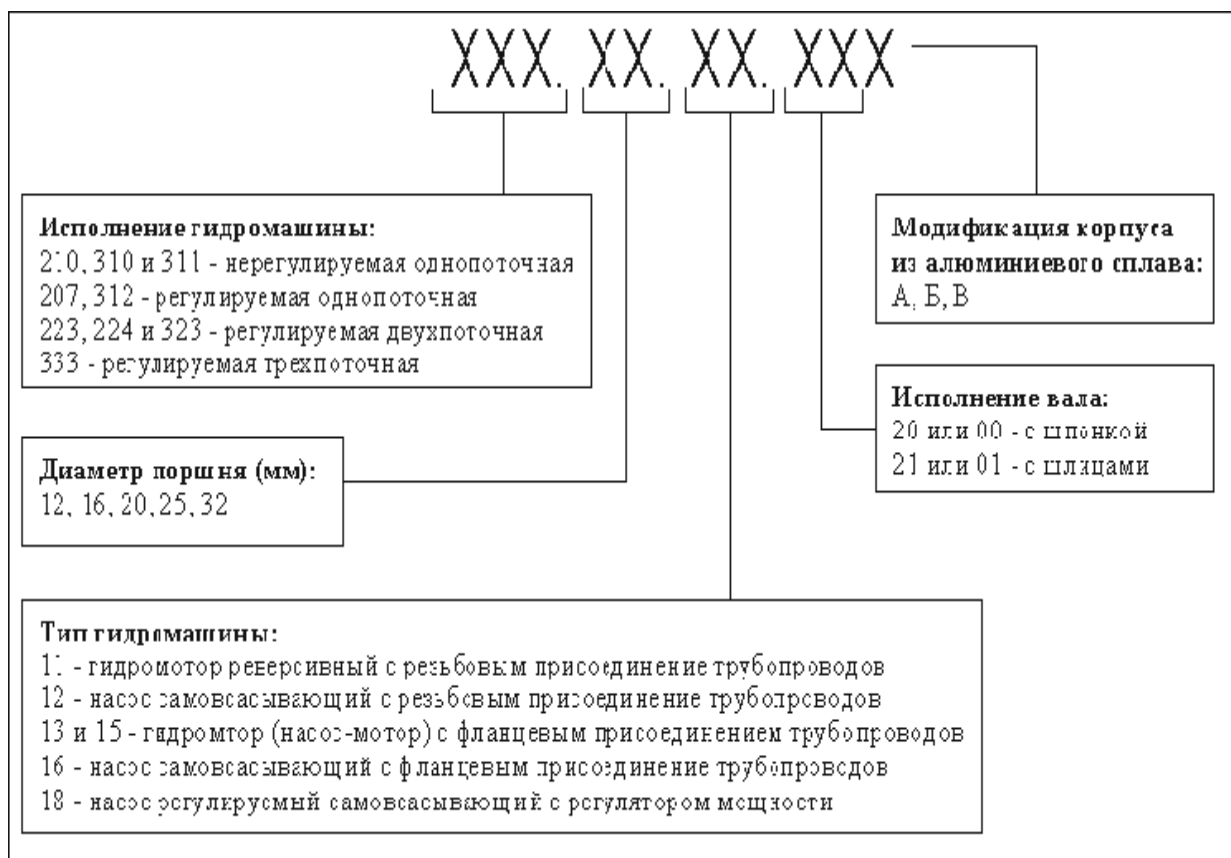 XXX. XX. XX. XXX
Исполнение гидромашины:
210, 310 и 311 - нерегулируемая однопоточная
207, 312 - регулируемая однопоточная
223, 224 и 323 - регулируемая двухпоточная
333 - регулируемая трехпоточная
Модификация корпуса
из алюминиевого сплава:
А, Б, В
Исполнение вала:
20 или 00 - с шпонкой
21 или 01 - с шлицами
Диаметр поршня (мм):
12, 16, 20, 25, 32
Тип гидромашины:
11 - гидромотор реверсивный с резьбовым присоединение трубопроводов
12 - насос самовсасывающий с резьбовым присоединение трубопроводов
13 и 15 - гидромтор (насос-мотор) с фланцевым присоединением трубопроводов
16 - насос самовсасывающий с фланцевым присоединение трубопроводов
18 - насос регулируемый самовсасывающий с регулятором мощности